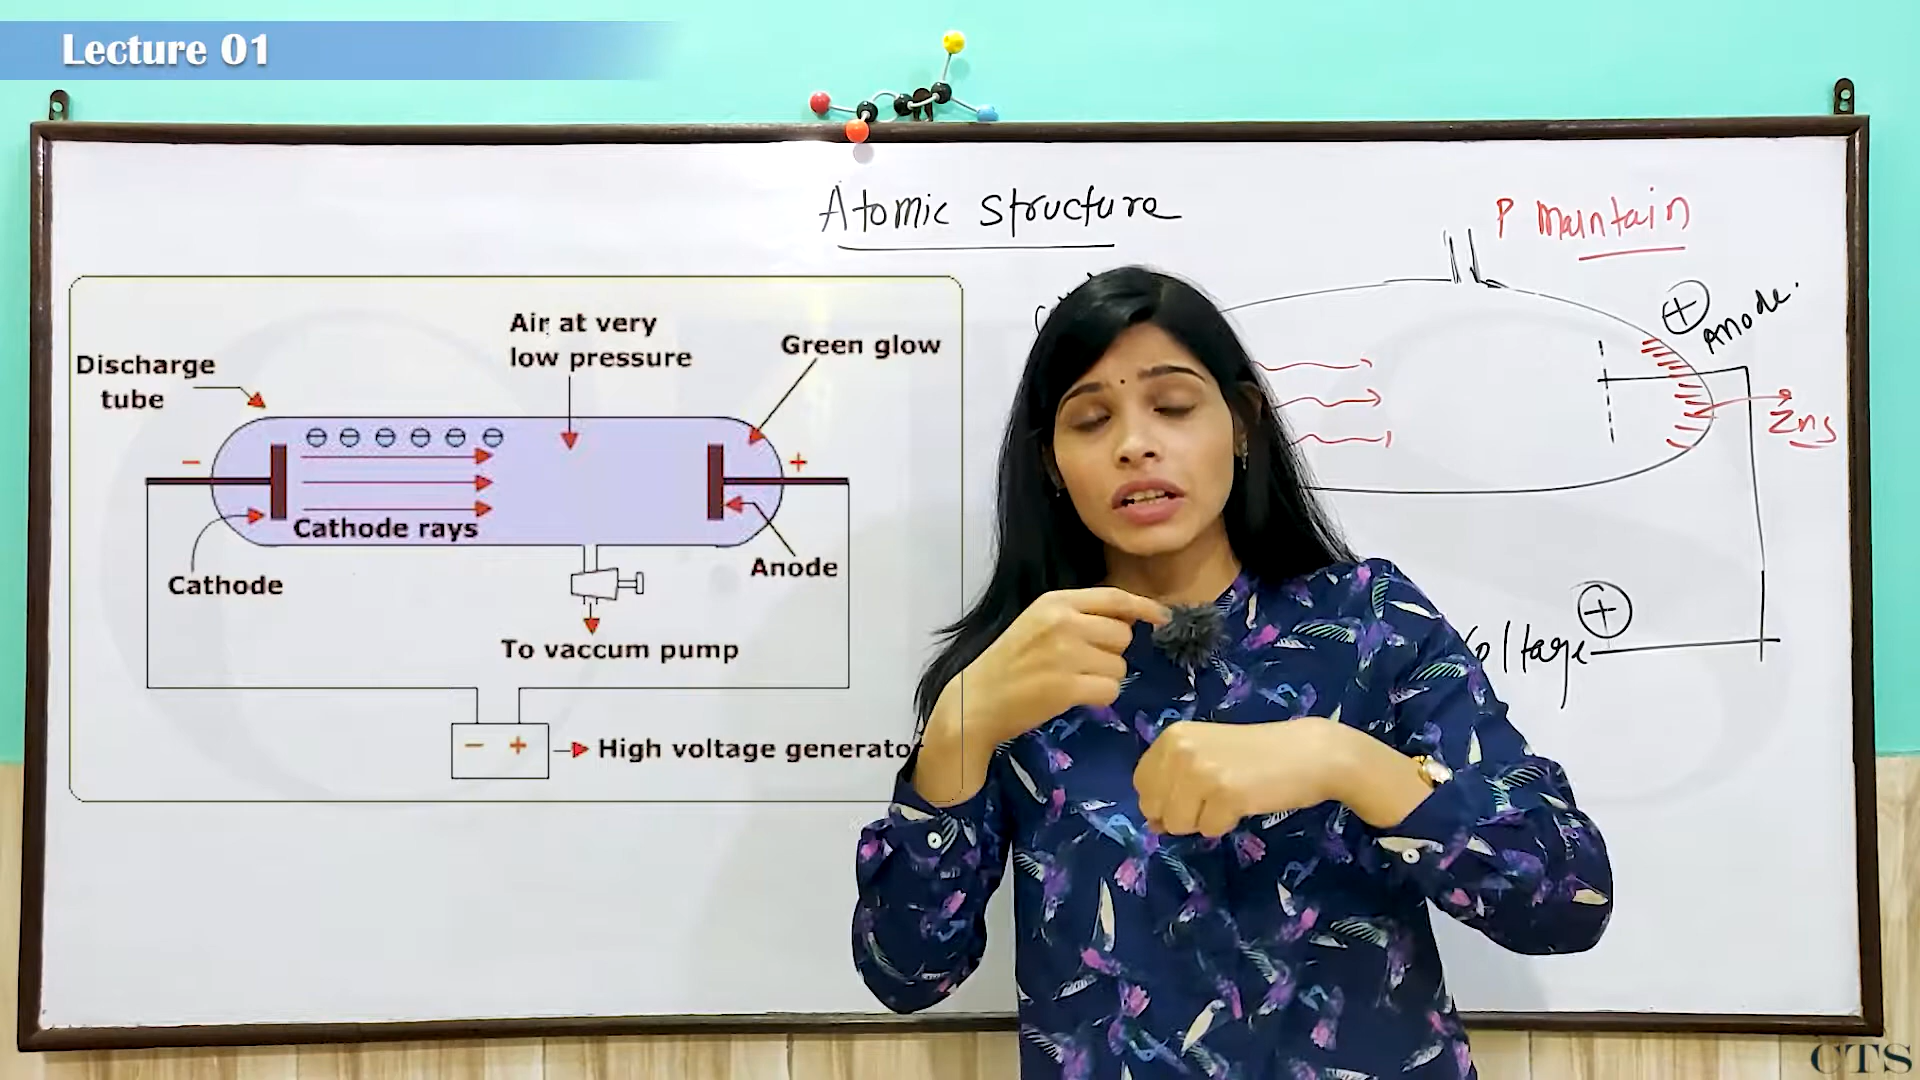 Lecture 01
Atomic structure
P Maintain
Air at very
low pressure
Green glow
Discharge
tube
−
+
Cathode rays
Cathode
Anode
To vaccum pump
− +
High voltage generator
+
Anode.
Zns
+
oltage
CTS